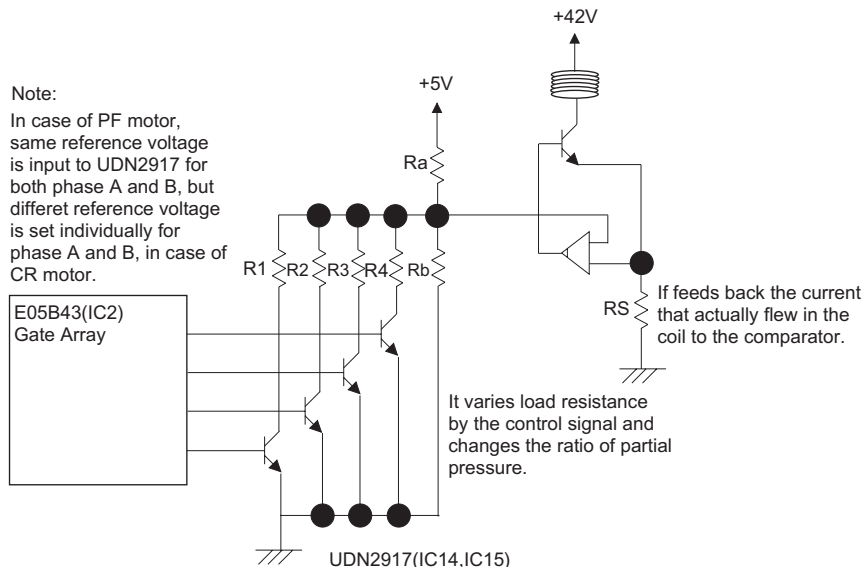 +42V
+5V
Note:
In case of PF motor,
same reference voltage
is input to UDN2917 for
both phase A and B, but
differet reference voltage
is set individually for
phase A and B, in case of
CR motor.
Ra
R1 R2 R3 R4 Rb
E05B43(IC2)
Gate Array
RS
If feeds back the current
that actually flew in the
coil to the comparator.
It varies load resistance
by the control signal and
changes the ratio of partial
pressure.
UDN2917(IC14,IC15)